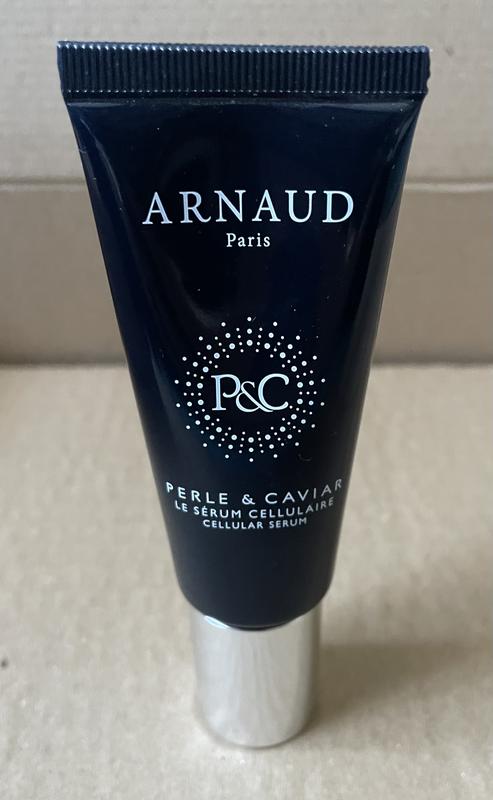 ARNAUD
Paris
P&C
PERLE & CAVIAR
LE SÉRUM CELLULAIRE
CELLULAR SERUM